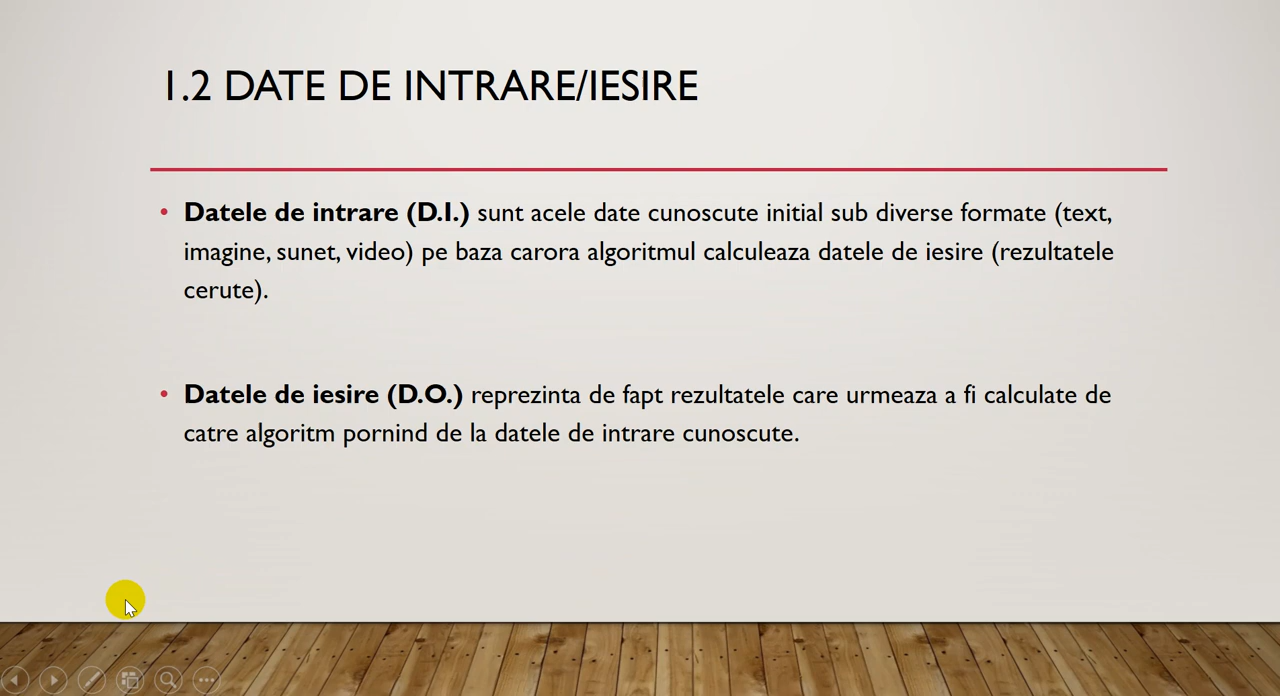 1.2 DATE DE INTRARE/IESIRE
• Datele de intrare (D.I.) sunt acele date cunoscute initial sub diverse formate (text,
imagine, sunet, video) pe baza carora algoritmul calculeaza datele de iesire (rezultatele
cerute).
• Datele de iesire (D.O.) reprezinta de fapt rezultatele care urmeaza a fi calculate de
catre algoritm pornind de la datele de intrare cunoscute.